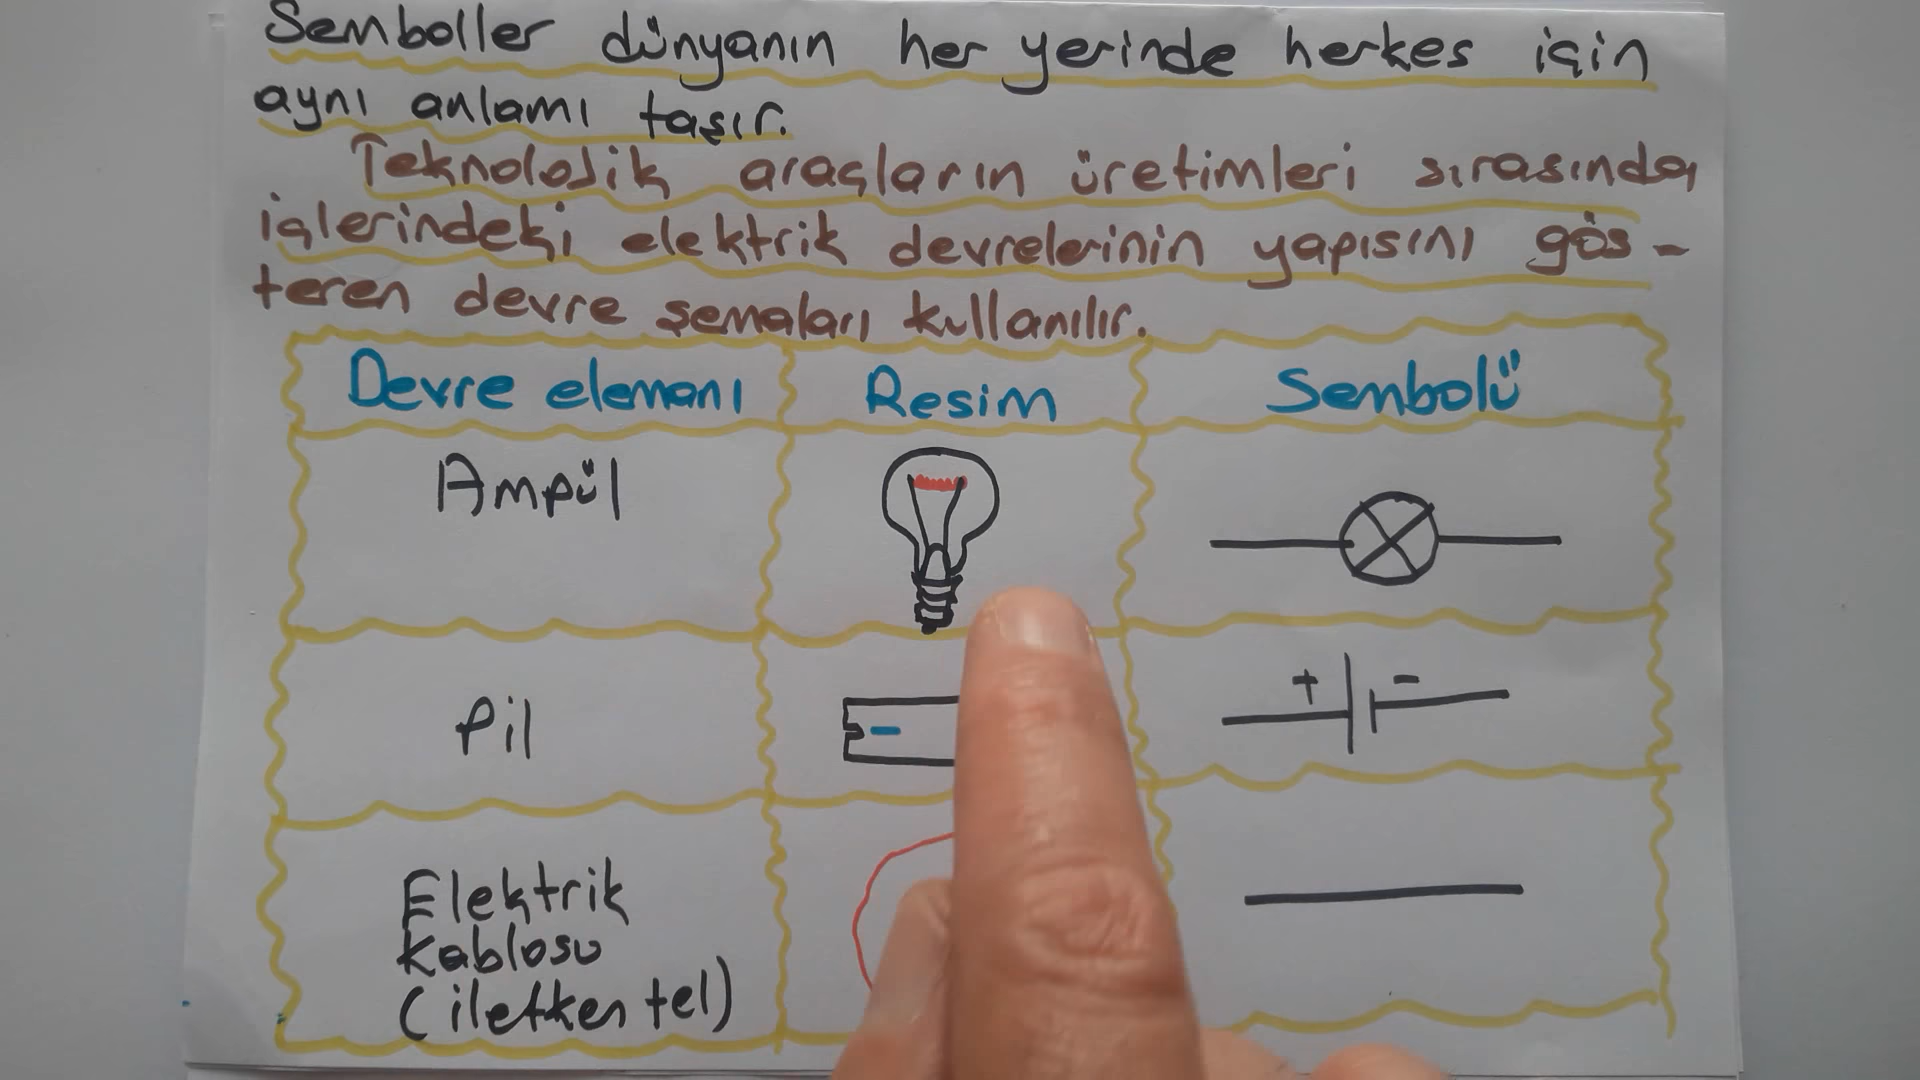 Semboller dünyanın her yerinde herkes için
aynı anlamı taşır.
Teknolojik araçların üretimleri sırasında
içlerindeki elektrik devrelerinin yapısını gös-
teren devre şemaları kullanılır.
Devre elemanı Resim Sembolü
Ampül
Pil - + -
Elektrik
kablosu
(iletken tel)